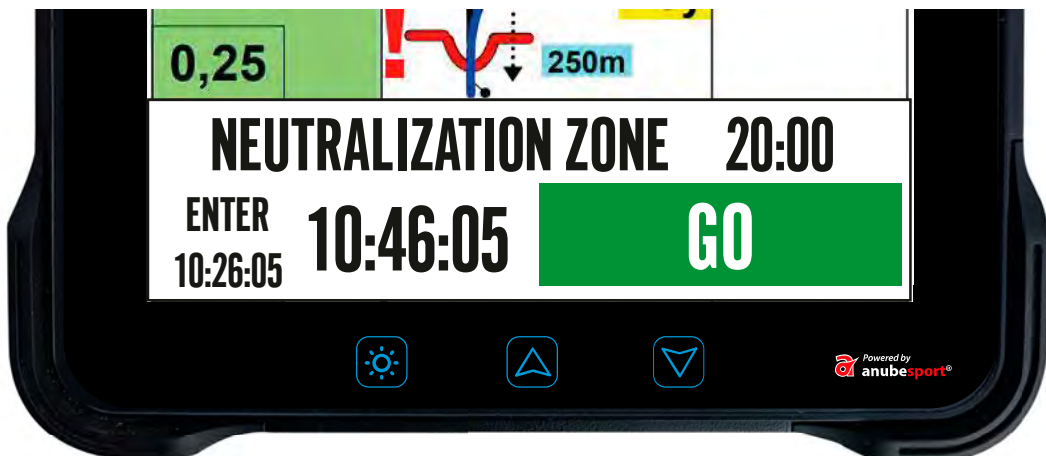 0,25
!
250m
NEUTRALIZATION ZONE 20:00
ENTER
10:26:05
10:46:05
GO
Powered by
anubesport®